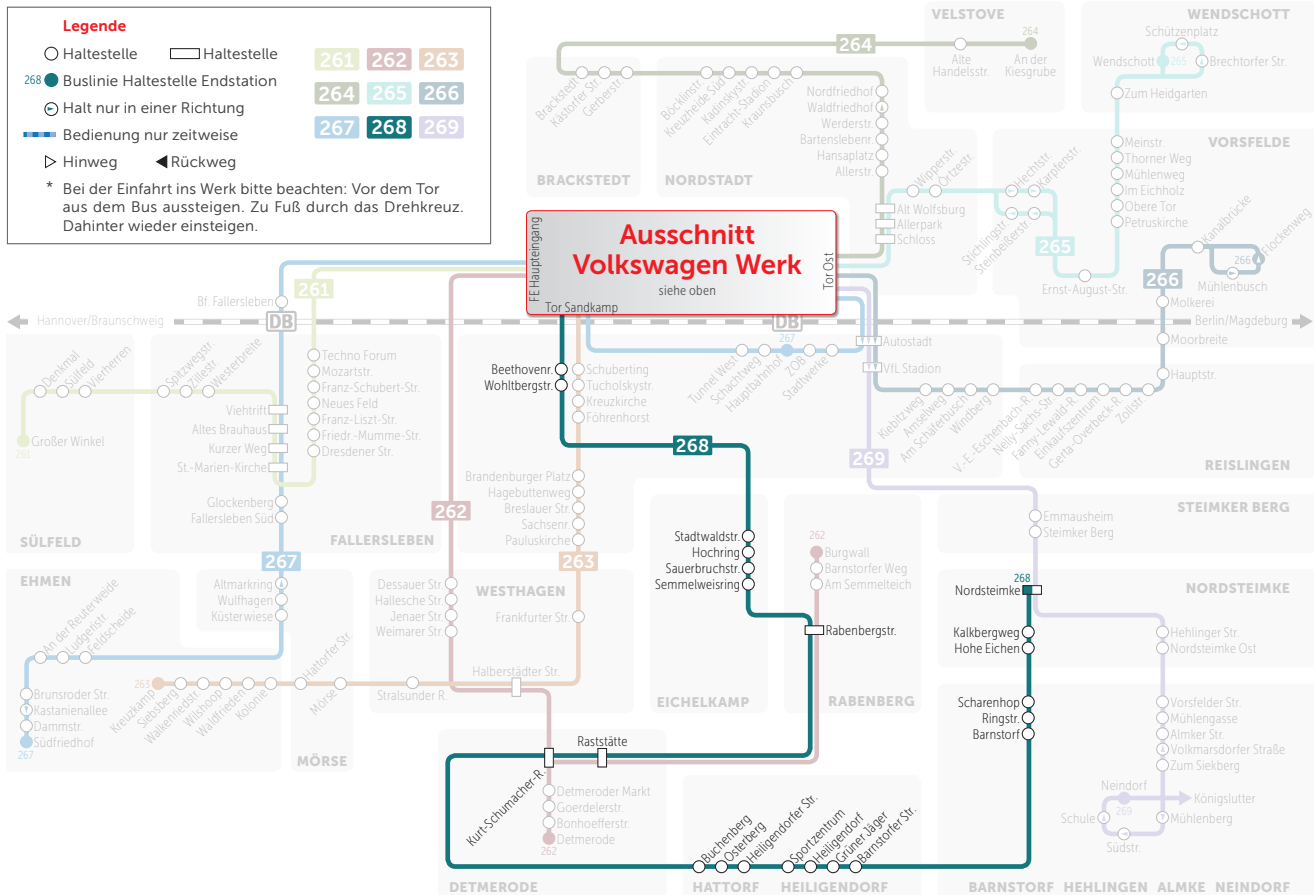 Legende
Haltestelle
Haltestelle
268 Buslinie Haltestelle Endstation
Halt nur in einer Richtung
Bedienung nur zeitweise
Hinweg
Rückweg
* Bei der Einfahrt ins Werk bitte beachten: Vor dem Tor
aus dem Bus aussteigen. Zu Fuß durch das Drehkreuz.
Dahinter wieder einsteigen.
261 262 263
264 265 266
267 268 269
VELSTOVE
264
264
Alte
Handelsstr.
An der
Kiesgrube
WENDSCHOTT
Schützenplatz
Wendschott
265
Brechtorfer Str.
Zum Heidgarten
Brackstedt
Kästorfer Str.
Gerberstr.
BRACKSTEDT
Böcklinstr.
Kreuzheide Süd
Kadinskystr.
Eintracht-Stadion
Kransbusch
NORDSTADT
Nordfriedhof
Waldfriedhof
Werderstr.
Bartenslebenstr.
Hansaplatz
Allerstr.
Wipperstr.
Ortzestr.
Alt Wolfsburg
Allerpark
Schloss
Hechtstr.
Karpfenstr.
Stichlingstr.
Steinbeißerstr.
265
VORSFELDE
Meinstr.
Thorner Weg
Mühlenweg
Im Eichholz
Obere Tor
Petruskirche
Ernst-August-Str.
Kanalbrücke
Flockenweg
266
266
Mühlenbusch
Molkerei
Moorbreite
Hauptstr.
FE Haupteingang
Ausschnitt
Volkswagen Werk
siehe oben
Tor Ost
Tor Sandkamp
Hannover/Braunschweig
DB
DB
Berlin/Magdeburg
Bf. Fallersleben
261
Denkmal
Sülfeld
Vierherren
Spitzwegstr.
Zillestr.
Westerbreite
Großer Winkel
261
SÜLFELD
Techno Forum
Mozartstr.
Franz-Schubert-Str.
Neues Feld
Franz-Liszt-Str.
Friedr.-Mumme-Str.
Dresdener Str.
Viehtrift
Altes Brauhaus
Kurzer Weg
St.-Marien-Kirche
Glockenberg
Fallersleben Süd
FALLERSLEBEN
267
262
Beethovenr.
Wohltbergstr.
Schuberting
Tucholskystr.
Kreuzkirche
Föhrenhorst
Brandenburger Platz
Hagebuttenweg
Breslauer Str.
Sachsenr.
Pauluskirche
263
Tunnel West
Schachtweg
Hauptbahnhof
267
ZOB
Stadtwerke
Autostadt
VfL Stadion
Kiebitzweg
Amselweg
Am Schäferbusch
Windberg
V.-E.-Eschenbach-R.
Nelly-Sachs-Str.
Fanny-Lewald-R.
Einkaufszentrum
Gerta-Overbeck-R.
Zollstr.
REISLINGEN
268
269
STEIMKER BERG
Emmausheim
Steimker Berg
EHMEN
An der Reuterweide
Ludgeristr.
Feldscheide
Brunsroder Str.
Kastanienallee
Dammstr.
Südfriedhof
267
Altmarkring
Wulfhagen
Küsterwiese
265
Kreuzkamp
Siebsberg
Walkenriedstr.
Wilshop
Waldfrieden
Kolonie
Hattorfer Str.
Mörse
MÖRSE
WESTHAGEN
Dessauer Str.
Hallesche Str.
Jenaer Str.
Weimarer Str.
Frankfurter Str.
Halberstädter Str.
Stralsunder R.
Stadtwaldstr.
Hochring
Sauerbruchstr.
Semmelweisring
EICHELKAMP
262
Burgwall
Barnstorfer Weg
Am Semmelteich
Rabenbergstr.
RABENBERG
Raststätte
Kurt-Schumacher-R.
Detmeroder Markt
Goerdelerstr.
Bonhoefferstr.
Detmerode
262
DETMERODE
Buchenberg
Osterberg
Heiligendorfer Str.
HATTORF
Sportzentrum
Heiligendorf
Grüner Jäger
Barnstorfer Str.
HEILIGENDORF
268
Nordsteimke
NORDSTEIMKE
Kalkbergweg
Hohe Eichen
Hehlinger Str.
Nordsteimke Ost
Scharenhop
Ringstr.
Barnstorf
Vorsfelder Str.
Mühlengasse
Almker Str.
Volkmarsdorfer Straße
Zum Siekberg
Neindorf
269
Königslutter
Schule
Mühlenberg
Südstr.
BARNSTORF
HEHLINGEN
ALMKE
NEINDORF